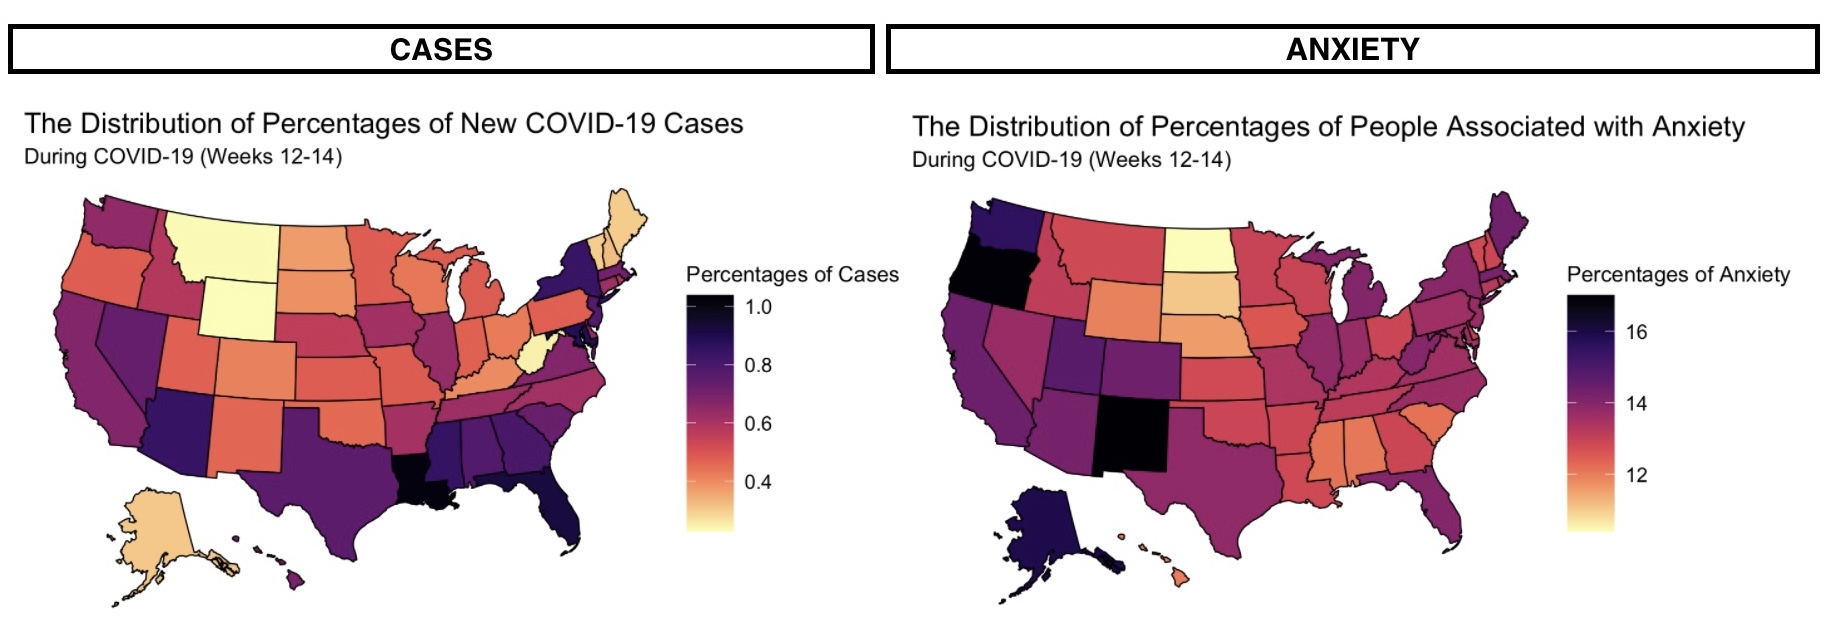 CASES
ANXIETY
The Distribution of Percentages of New COVID-19 Cases
During COVID-19 (Weeks 12-14)
Percentages of Cases
1.0
0.8
0.6
0.4
The Distribution of Percentages of People Associated with Anxiety
During COVID-19 (Weeks 12-14)
Percentages of Anxiety
16
14
12